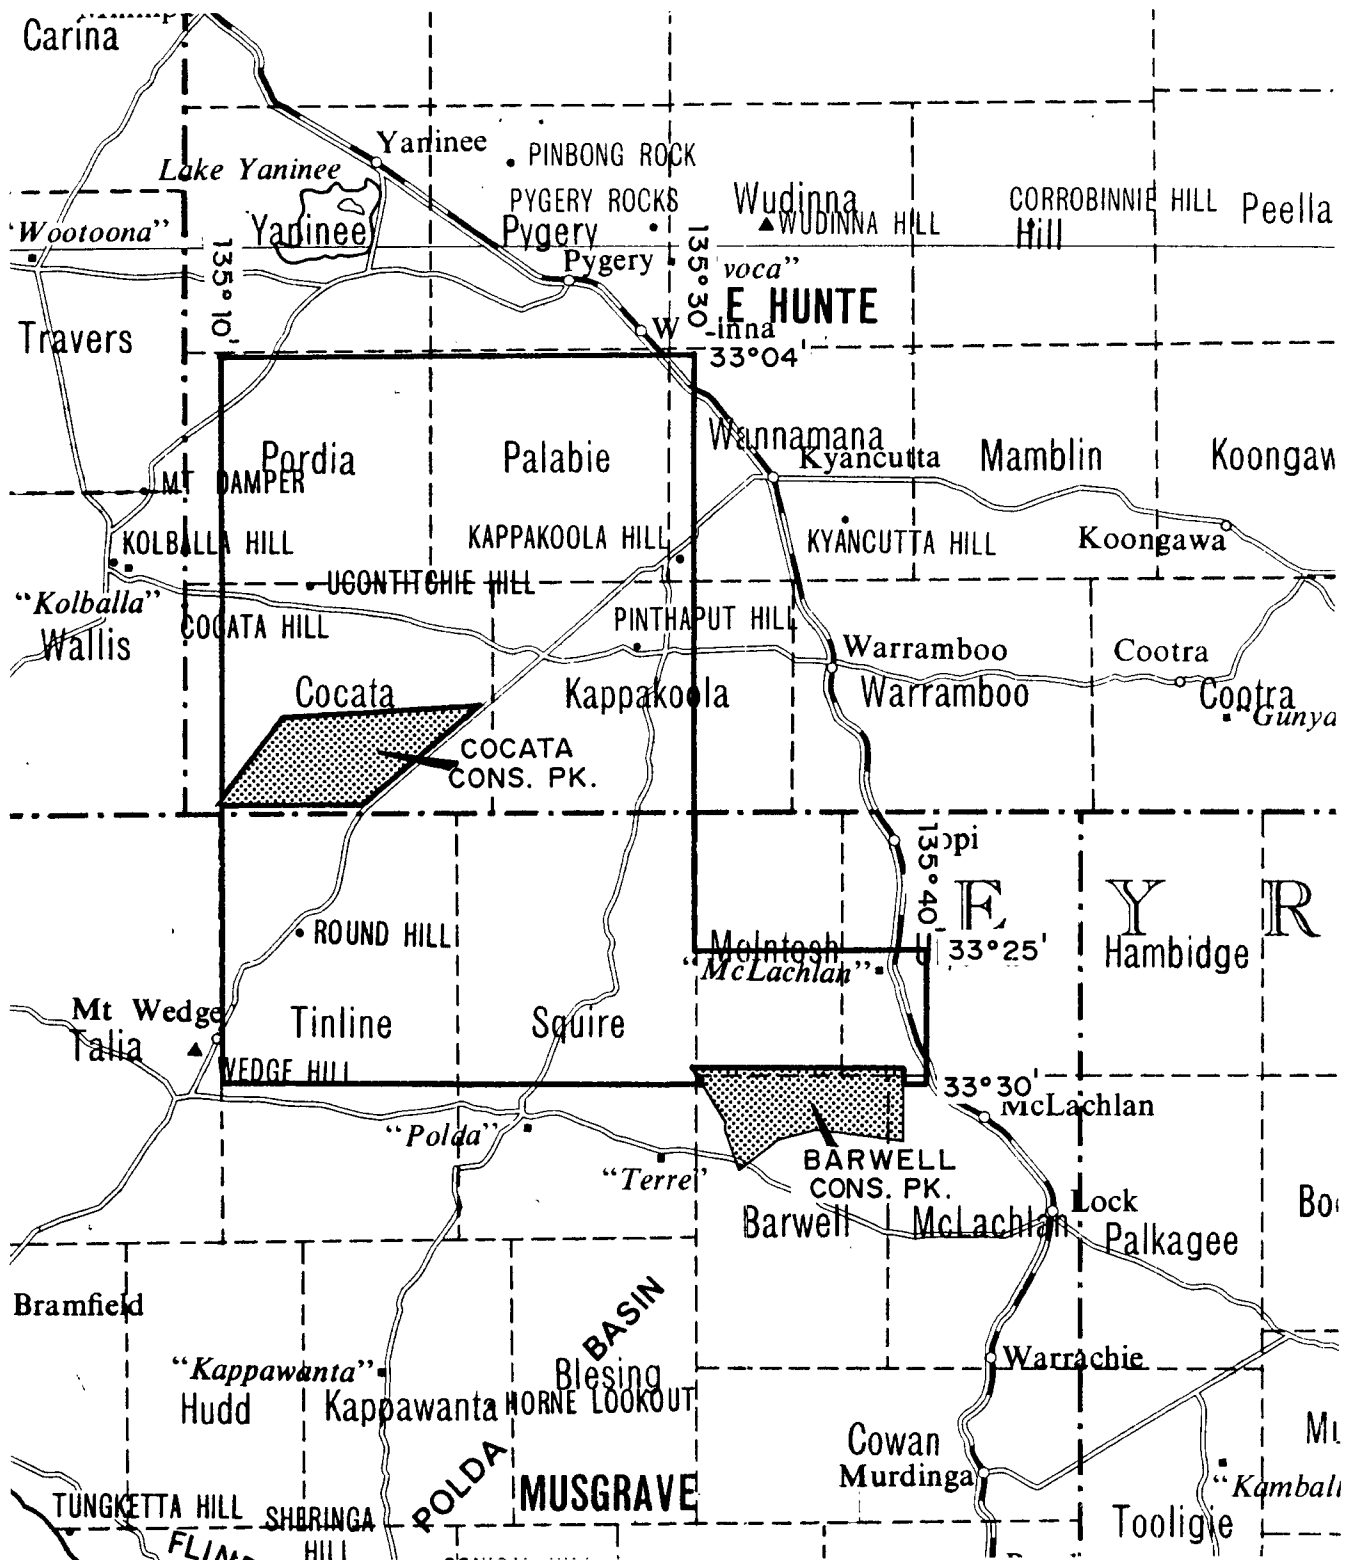 Carina
Yaninee
PINBONG ROCK
Lake Yaninee
PYGERY ROCKS
Wudinna
CORROBINNIE HILL
Peella
"Wootoona"
Yaninee
Pygery
WUDINNA HILL
Hill
135°10'
Pygery
135°30'
voca"
E HUNTE
Travers
W
inna
33°04'
Wannamana
Pordia
Palabie
Kyancutta
Mamblin
Koongaw
MT DAMPER
KOLBALLA HILL
KAPPAKOOLA HILL
KYANCUTTA HILL
Koongawa
UGONTITCHIE HILL
"Kolballa"
COCATA HILL
PINTHAPUT HILL
Wallis
Warramboo
Cootra
Cocata
Kappakoola
Warramboo
Cootra
"Gunya
COCATA
CONS. PK.
135°40'
opi
EYR
ROUND HILL
McIntosh
33°25'
Hambidge
"McLachlan"
Mt Wedge
Tinline
Squire
Talia
WEDGE HILL
33°30'
McLachlan
"Polda"
BARWELL
CONS. PK.
"Terre"
Lock
Barwell
McLachlan
Palkagee
Bramfield
BASIN
Warrachie
"Kappawanta"
Blesing
Hudd
Kappawanta
HORNE LOOKOUT
Cowan
POLDA
Murdinga
MUSGRAVE
"Kambal
TUNGKETTA HILL
SHERINGA
HILL
Tooligie